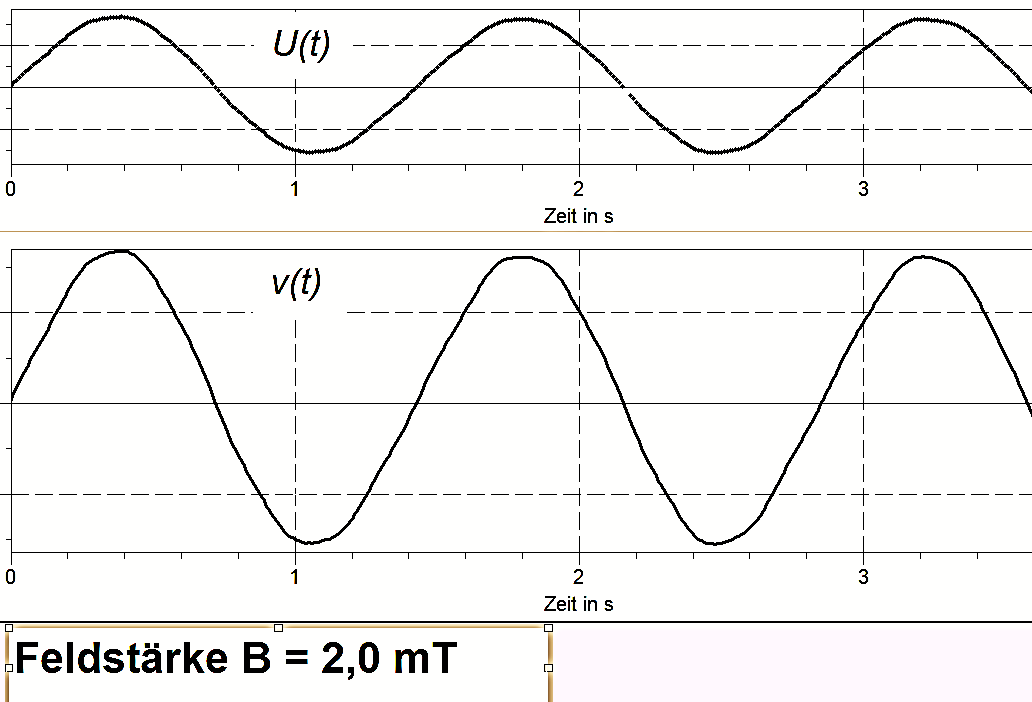 U(t)
0 1 2 3
Zeit in s
v(t)
0 1 2 3
Zeit in s
Feldstärke B = 2,0 mT